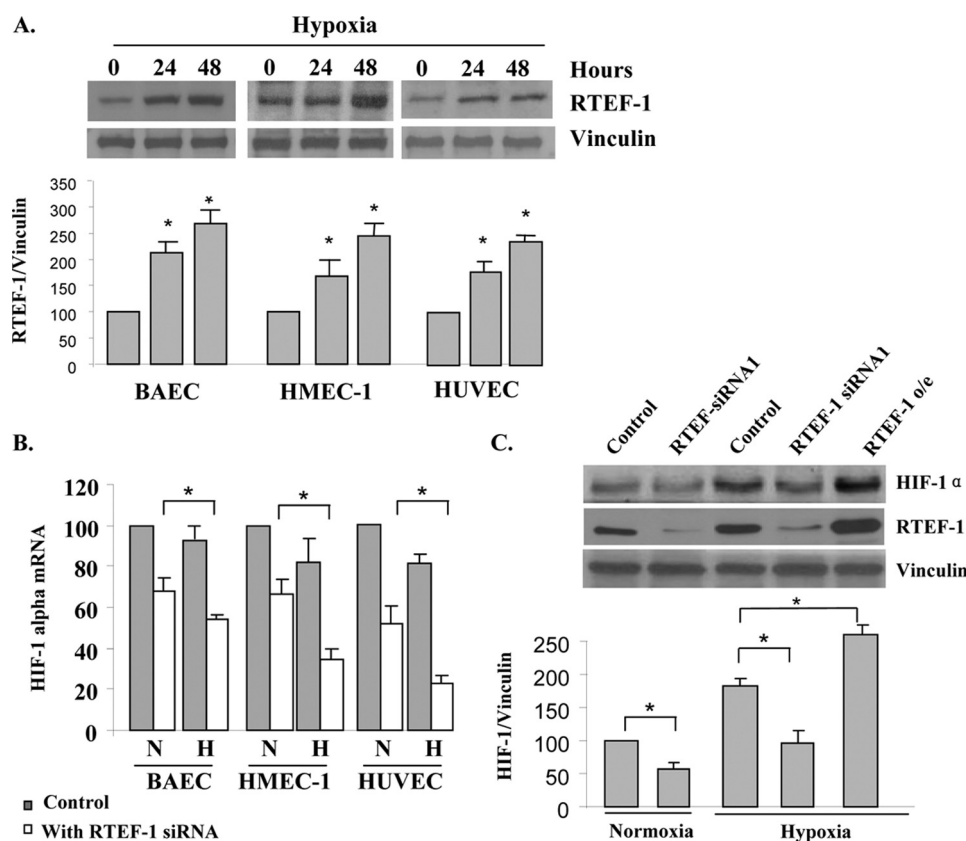 A.
Hypoxia
0 24 48 0 24 48 0 24 48 Hours
RTEF-1
Vinculin
RTEF-1/Vinculin
350
300
250
200
150
100
50
0
* * * * * *
BAEC HMEC-1 HUVEC
B.
HIF-1 alpha mRNA
120
100
80
60
40
20
0
* * *
N H N H N H
BAEC HMEC-1 HUVEC
Control
With RTEF-1 siRNA
C.
Control RTEF-siRNA1 Control RTEF-1 siRNA1 RTEF-1 o/e
HIF-1 α
RTEF-1
Vinculin
HIF-1/Vinculin
250
200
150
100
50
0
* * *
Normoxia Hypoxia